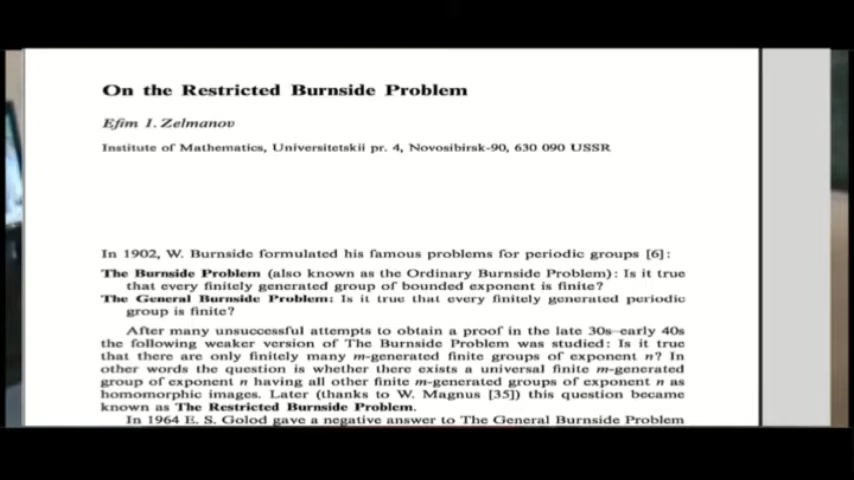 On the Restricted Burnside Problem
Efim I. Zelmanov
Institute of Mathematics, Universitetskii pr. 4, Novosibirsk-90, 630 090 USSR
In 1902, W. Burnside formulated his famous problems for periodic groups [6]:
The Burnside Problem (also known as the Ordinary Burnside Problem): Is it true
that every finitely generated group of bounded exponent is finite?
The General Burnside Problem: Is it true that every finitely generated periodic
group is finite?
After many unsuccessful attempts to obtain a proof in the late 30s–early 40s
the following weaker version of The Burnside Problem was studied: Is it true
that there are only finitely many m-generated finite groups of exponent n? In
other words the question is whether there exists a universal finite m-generated
group of exponent n having all other finite m-generated groups of exponent n as
homomorphic images. Later (thanks to W. Magnus [35]) this question became
known as The Restricted Burnside Problem.
In 1964 E. S. Golod gave a negative answer to The General Burnside Problem